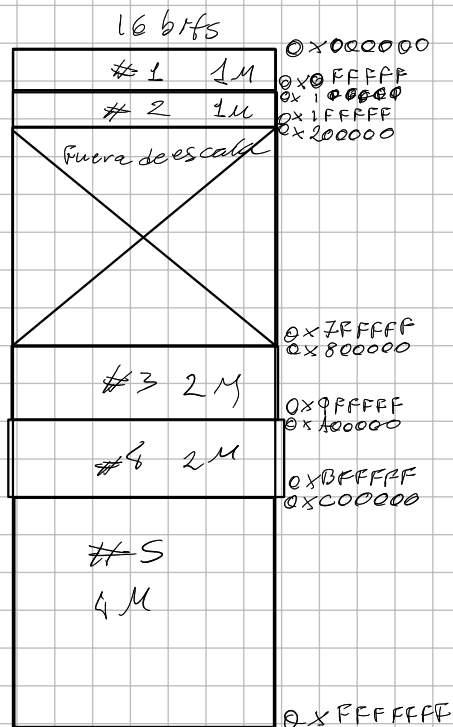 16 bits
0x000000
#1 1M
0x0FFFFF
0x100000
#2 1M
0x1FFFFF
0x200000
Fuera de escala
0x7FFFFF
0x800000
#3 2M
0x9FFFFF
0xA00000
#4 2M
0xBFFFFF
0xC00000
#5
4M
0xFFFFFFF